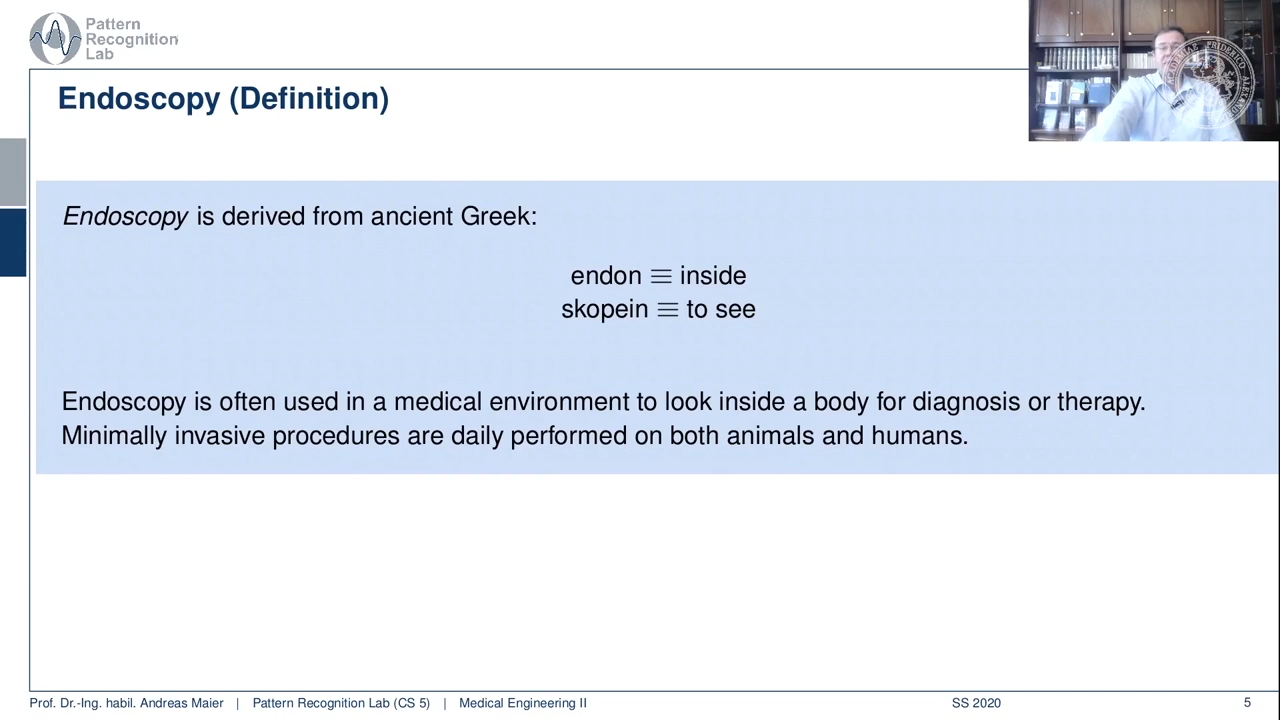 Pattern
Recognition
Lab
Endoscopy (Definition)
Endoscopy is derived from ancient Greek:
endon ≡ inside
skopein ≡ to see
Endoscopy is often used in a medical environment to look inside a body for diagnosis or therapy.
Minimally invasive procedures are daily performed on both animals and humans.
Prof. Dr.-Ing. habil. Andreas Maier | Pattern Recognition Lab (CS 5) | Medical Engineering II
SS 2020
5